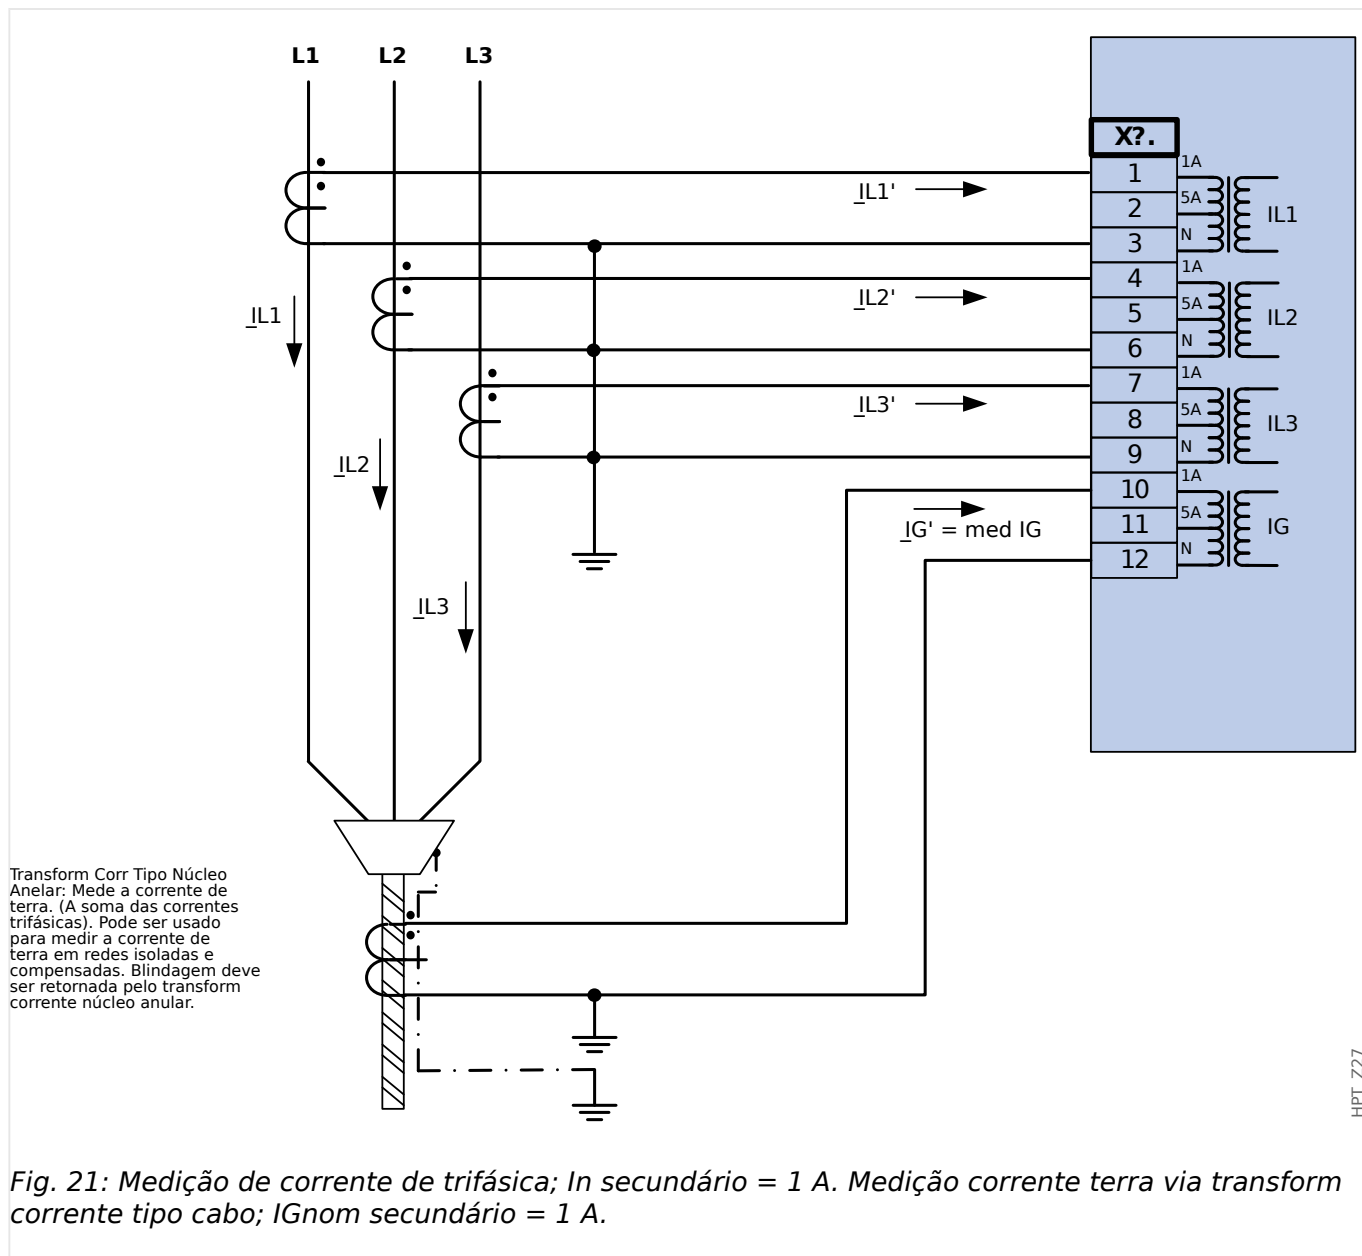 L1 L2 L3
X?.
1 1A
2 5A
3 N
IL1
4 1A
5 5A
6 N
IL2
7 1A
8 5A
9 N
IL3
10 1A
11 5A
12 N
IG
IL1'
IL2'
IL3'
IG' = med IG
IL1
IL2
IL3
Transform Corr Tipo Núcleo
Anelar: Mede a corrente de
terra. (A soma das correntes
trifásicas). Pode ser usado
para medir a corrente de
terra em redes isoladas e
compensadas. Blindagem deve
ser retornada pelo transform
corrente núcleo anular.
HPT_Z27
Fig. 21: Medição de corrente de trifásica; In secundário = 1 A. Medição corrente terra via transform
corrente tipo cabo; IGnom secundário = 1 A.